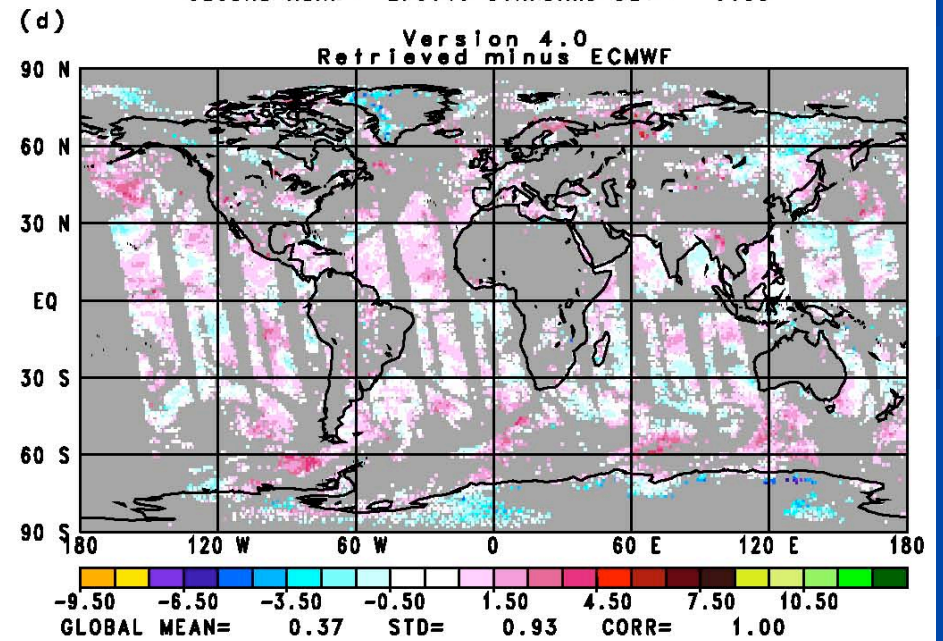 (d)
Version 4.0
Retrieved minus ECMWF
90 N
60 N
30 N
EQ
30 S
60 S
90 S
180 120 W 60 W 0 60 E 120 E 180
-9.50 -6.50 -3.50 -0.50 1.50 4.50 7.50 10.50
GLOBAL MEAN= 0.37 STD= 0.93 CORR= 1.00